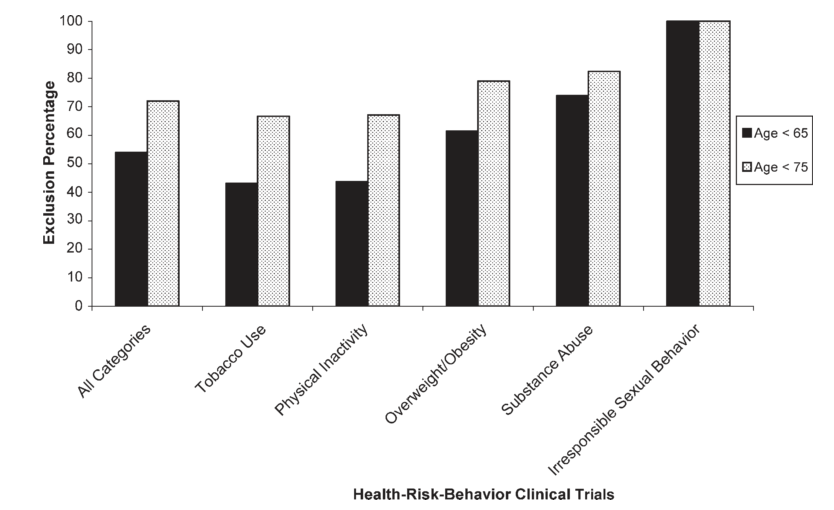 100
90
80
70
60
50
40
30
20
10
0
Exclusion Percentage
Age < 65
Age < 75
All Categories
Tobacco Use
Physical Inactivity
Overweight/Obesity
Substance Abuse
Irresponsible Sexual Behavior
Health-Risk-Behavior Clinical Trials